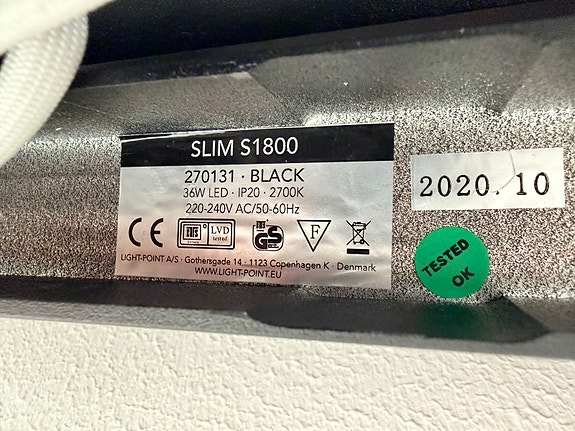 SLIM S1800
270131 · BLACK
36W LED · IP20 · 2700K
220-240V AC/50-60Hz
CE LVD tested GS F
LIGHT-POINT A/S · Gothersgade 14 · 1123 Copenhagen K · Denmark
WWW.LIGHT-POINT.EU
2020.10
TESTED
OK